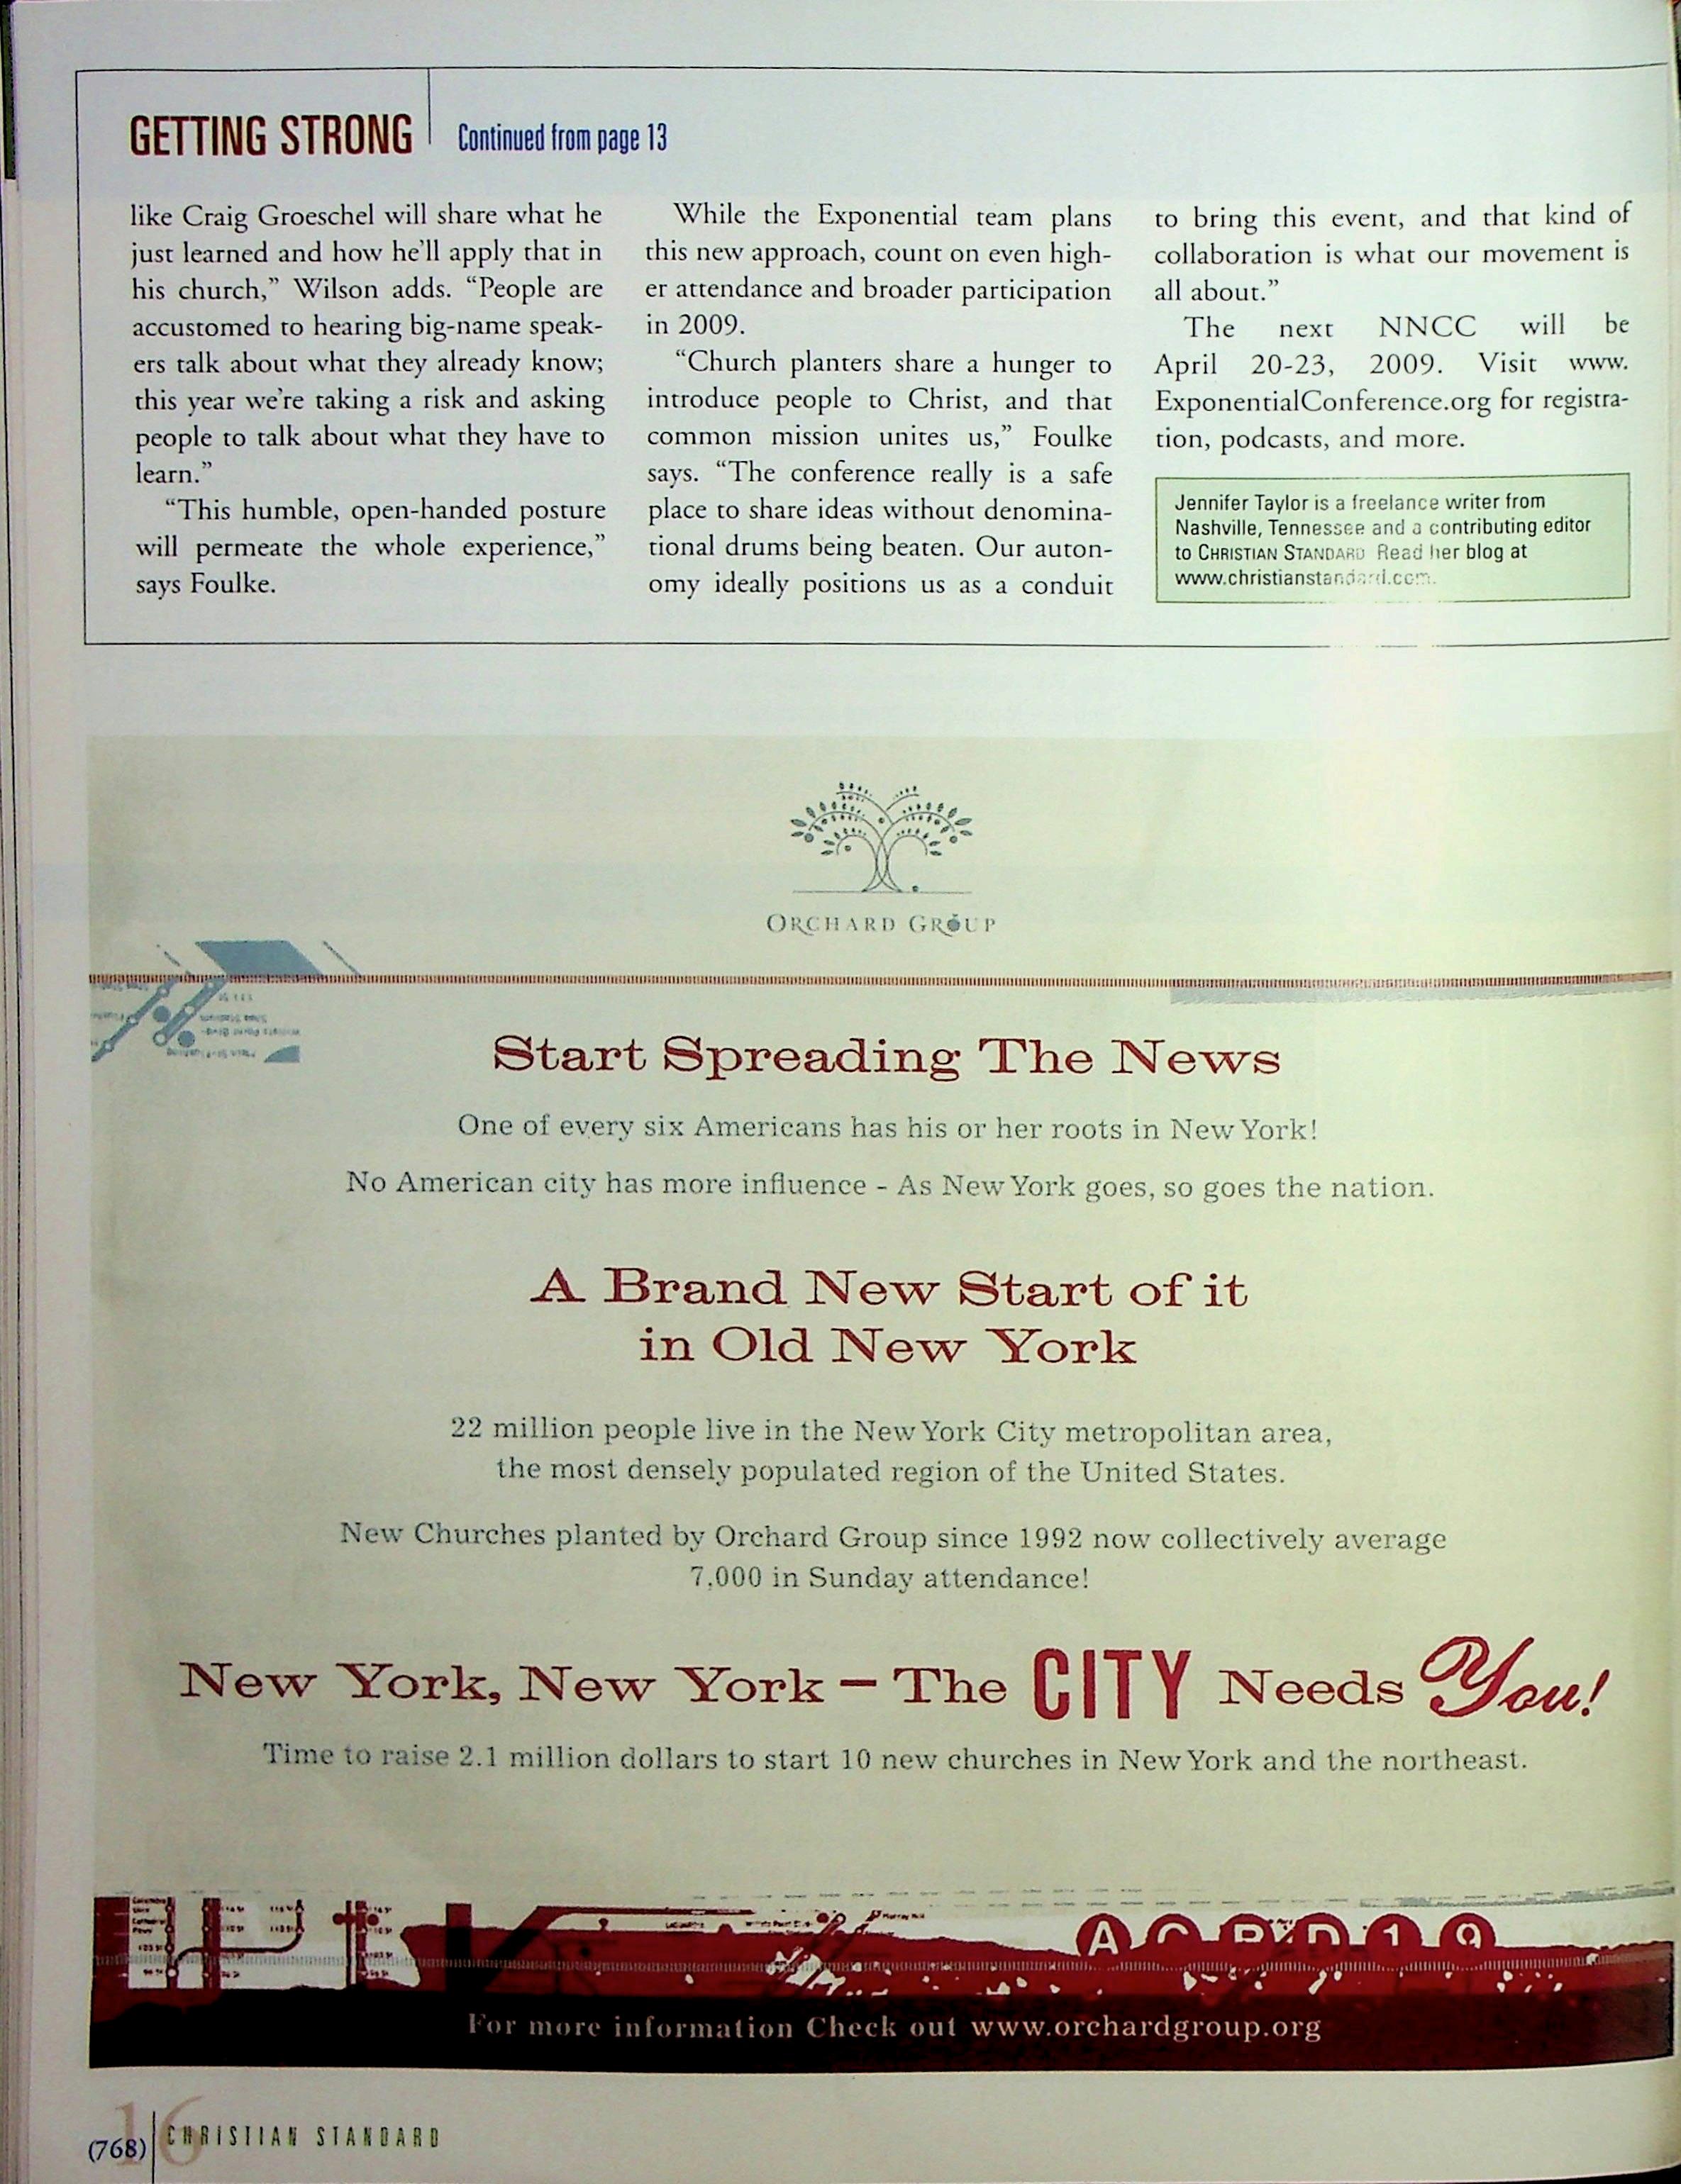 GETTING STRONG
Continued from page 13
like Craig Groeschel will share what he
just learned and how he'll apply that in
his church," Wilson adds. "People are
accustomed to hearing big-name speak-
ers talk about what they already know;
this year we're taking a risk and asking
people to talk about what they have to
learn."
"This humble, open-handed posture
will permeate the whole experience,"
says Foulke.
While the Exponential team plans
this new approach, count on even high-
er attendance and broader participation
in 2009.
"Church planters share a hunger to
introduce people to Christ, and that
common mission unites us," Foulke
says. "The conference really is a safe
place to share ideas without denomina-
tional drums being beaten. Our auton-
omy ideally positions us as a conduit
to bring this event, and that kind of
collaboration is what our movement is
all about."
The next NNCC will be
April 20-23, 2009. Visit www.
ExponentialConference.org for registra-
tion, podcasts, and more.
Jennifer Taylor is a freelance writer from
Nashville, Tennessee and a contributing editor
to CHRISTIAN STANDARD Read her blog at
www.christianstandard.com.
ORCHARD GROUP
Start Spreading The News
One of every six Americans has his or her roots in New York!
No American city has more influence - As New York goes, so goes the nation.
A Brand New Start of it
in Old New York
22 million people live in the New York City metropolitan area,
the most densely populated region of the United States.
New Churches planted by Orchard Group since 1992 now collectively average
7,000 in Sunday attendance!
New York, New York – The CITY Needs You!
Time to raise 2.1 million dollars to start 10 new churches in New York and the northeast.
A C B D 1 9
For more information Check out www.orchardgroup.org
16
(768)
CHRISTIAN STANDARD